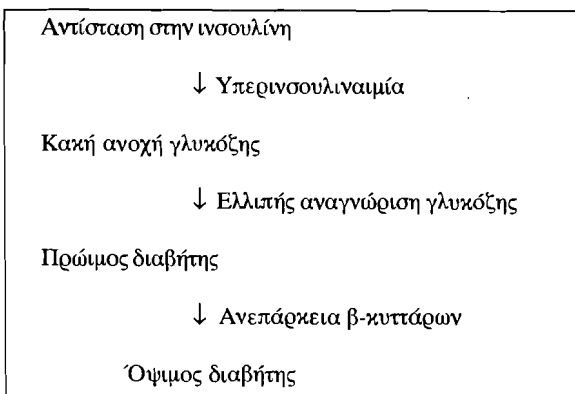 Αντίσταση στην ινσουλίνη
↓ Υπερινσουλιναιμία
Κακή ανοχή γλυκόζης
↓ Ελλιπής αναγνώριση γλυκόζης
Πρώιμος διαβήτης
↓ Ανεπάρκεια β-κυττάρων
Όψιμος διαβήτης